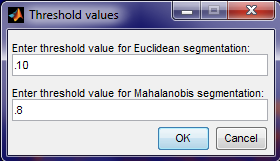 Threshold values
Enter threshold value for Euclidean segmentation:
.10
Enter threshold value for Mahalanobis segmentation:
.8
OK Cancel